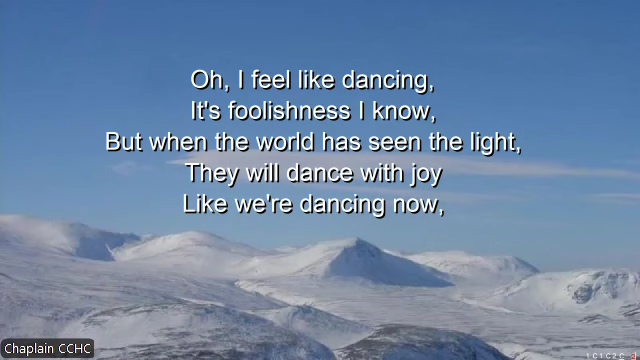 Oh, I feel like dancing,
It's foolishness I know,
But when the world has seen the light,
They will dance with joy
Like we're dancing now,
Chaplain CCHC